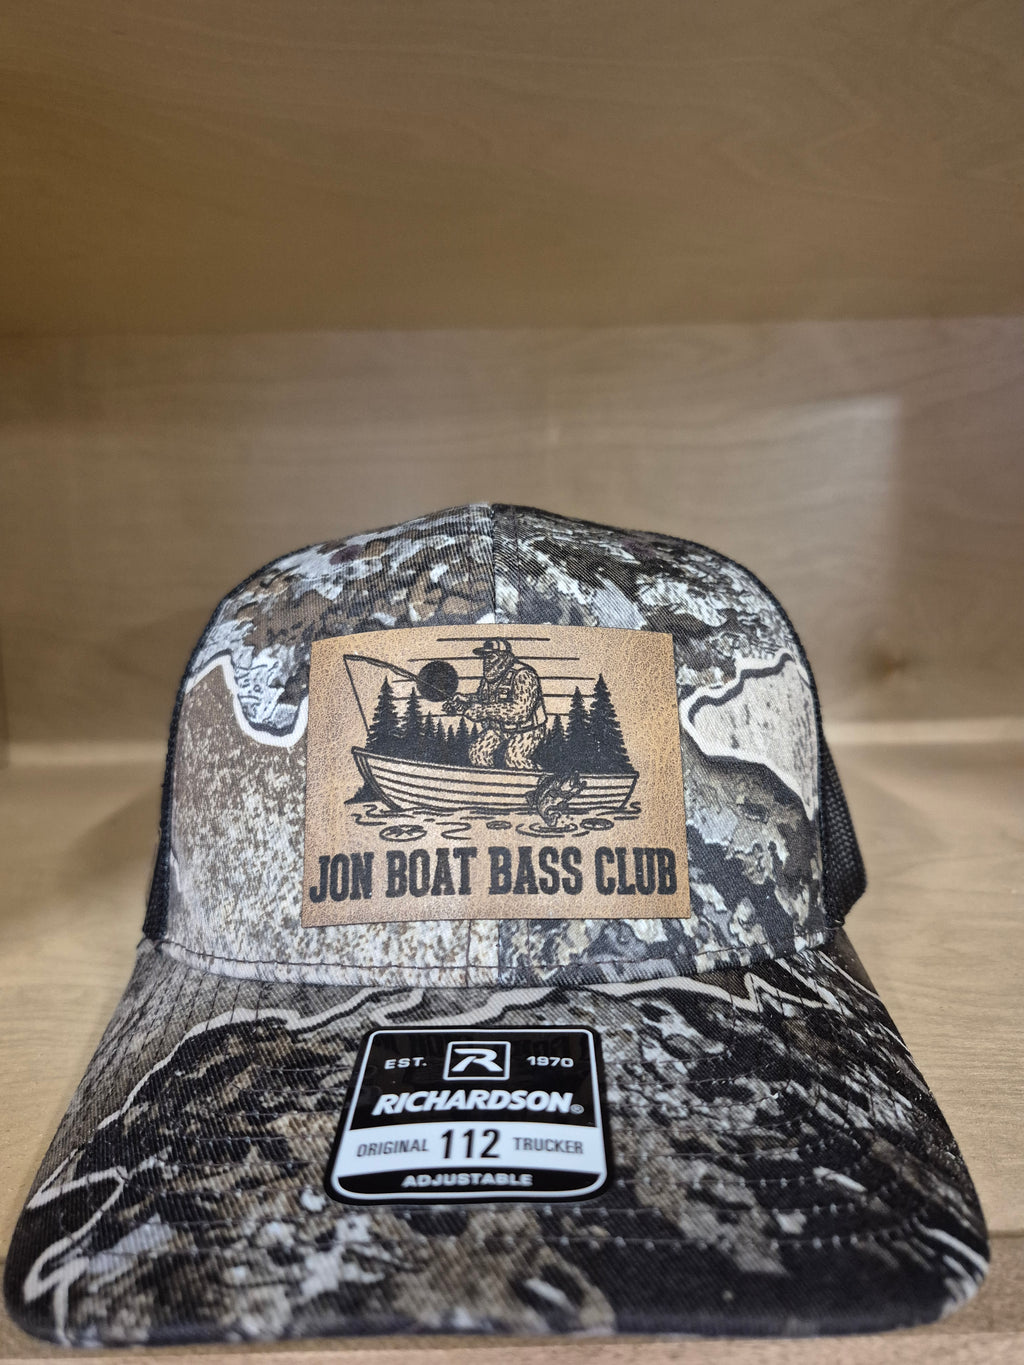 JON BOAT BASS CLUB
EST. R 1970
RICHARDSON®
ORIGINAL 112 TRUCKER
ADJUSTABLE